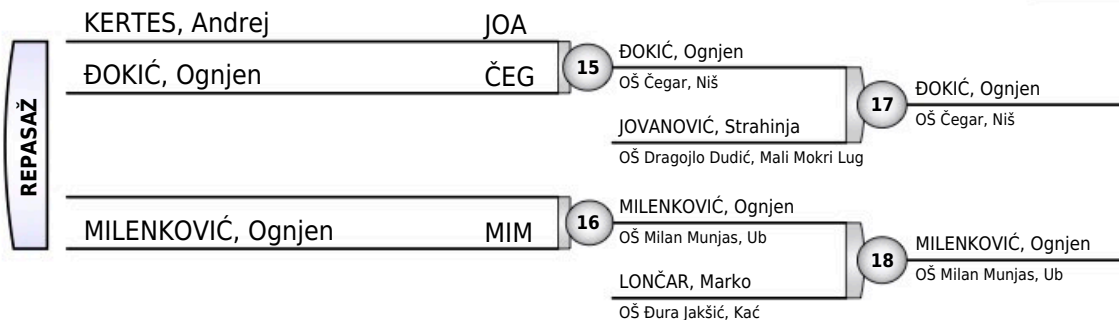 REPASAŽ
KERTES, Andrej JOA
ĐOKIĆ, Ognjen ČEG
15
ĐOKIĆ, Ognjen
OŠ Čegar, Niš
JOVANOVIĆ, Strahinja
OŠ Dragojlo Dudić, Mali Mokri Lug
17
ĐOKIĆ, Ognjen
OŠ Čegar, Niš
MILENKOVIĆ, Ognjen MIM
16
MILENKOVIĆ, Ognjen
OŠ Milan Munjas, Ub
LONČAR, Marko
OŠ Đura Jakšić, Kać
18
MILENKOVIĆ, Ognjen
OŠ Milan Munjas, Ub